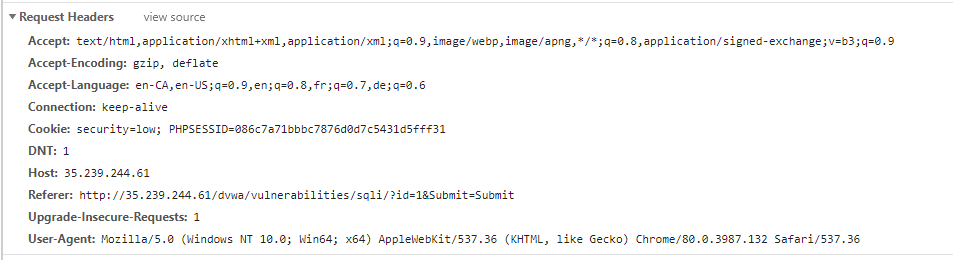 ▼ Request Headers view source
Accept: text/html,application/xhtml+xml,application/xml;q=0.9,image/webp,image/apng,*/*;q=0.8,application/signed-exchange;v=b3;q=0.9
Accept-Encoding: gzip, deflate
Accept-Language: en-CA,en-US;q=0.9,en;q=0.8,fr;q=0.7,de;q=0.6
Connection: keep-alive
Cookie: security=low; PHPSESSID=086c7a71bbbc7876d0d7c5431d5fff31
DNT: 1
Host: 35.239.244.61
Referer: http://35.239.244.61/dvwa/vulnerabilities/sqli/?id=1&Submit=Submit
Upgrade-Insecure-Requests: 1
User-Agent: Mozilla/5.0 (Windows NT 10.0; Win64; x64) AppleWebKit/537.36 (KHTML, like Gecko) Chrome/80.0.3987.132 Safari/537.36